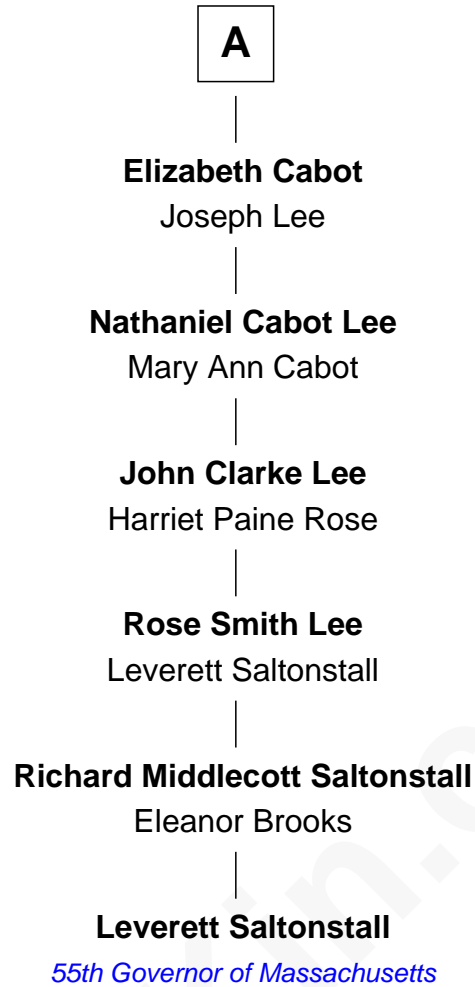 A
Elizabeth Cabot
Joseph Lee
Nathaniel Cabot Lee
Mary Ann Cabot
John Clarke Lee
Harriet Paine Rose
Rose Smith Lee
Leverett Saltonstall
Richard Middlecott Saltonstall
Eleanor Brooks
Leverett Saltonstall
55th Governor of Massachusetts